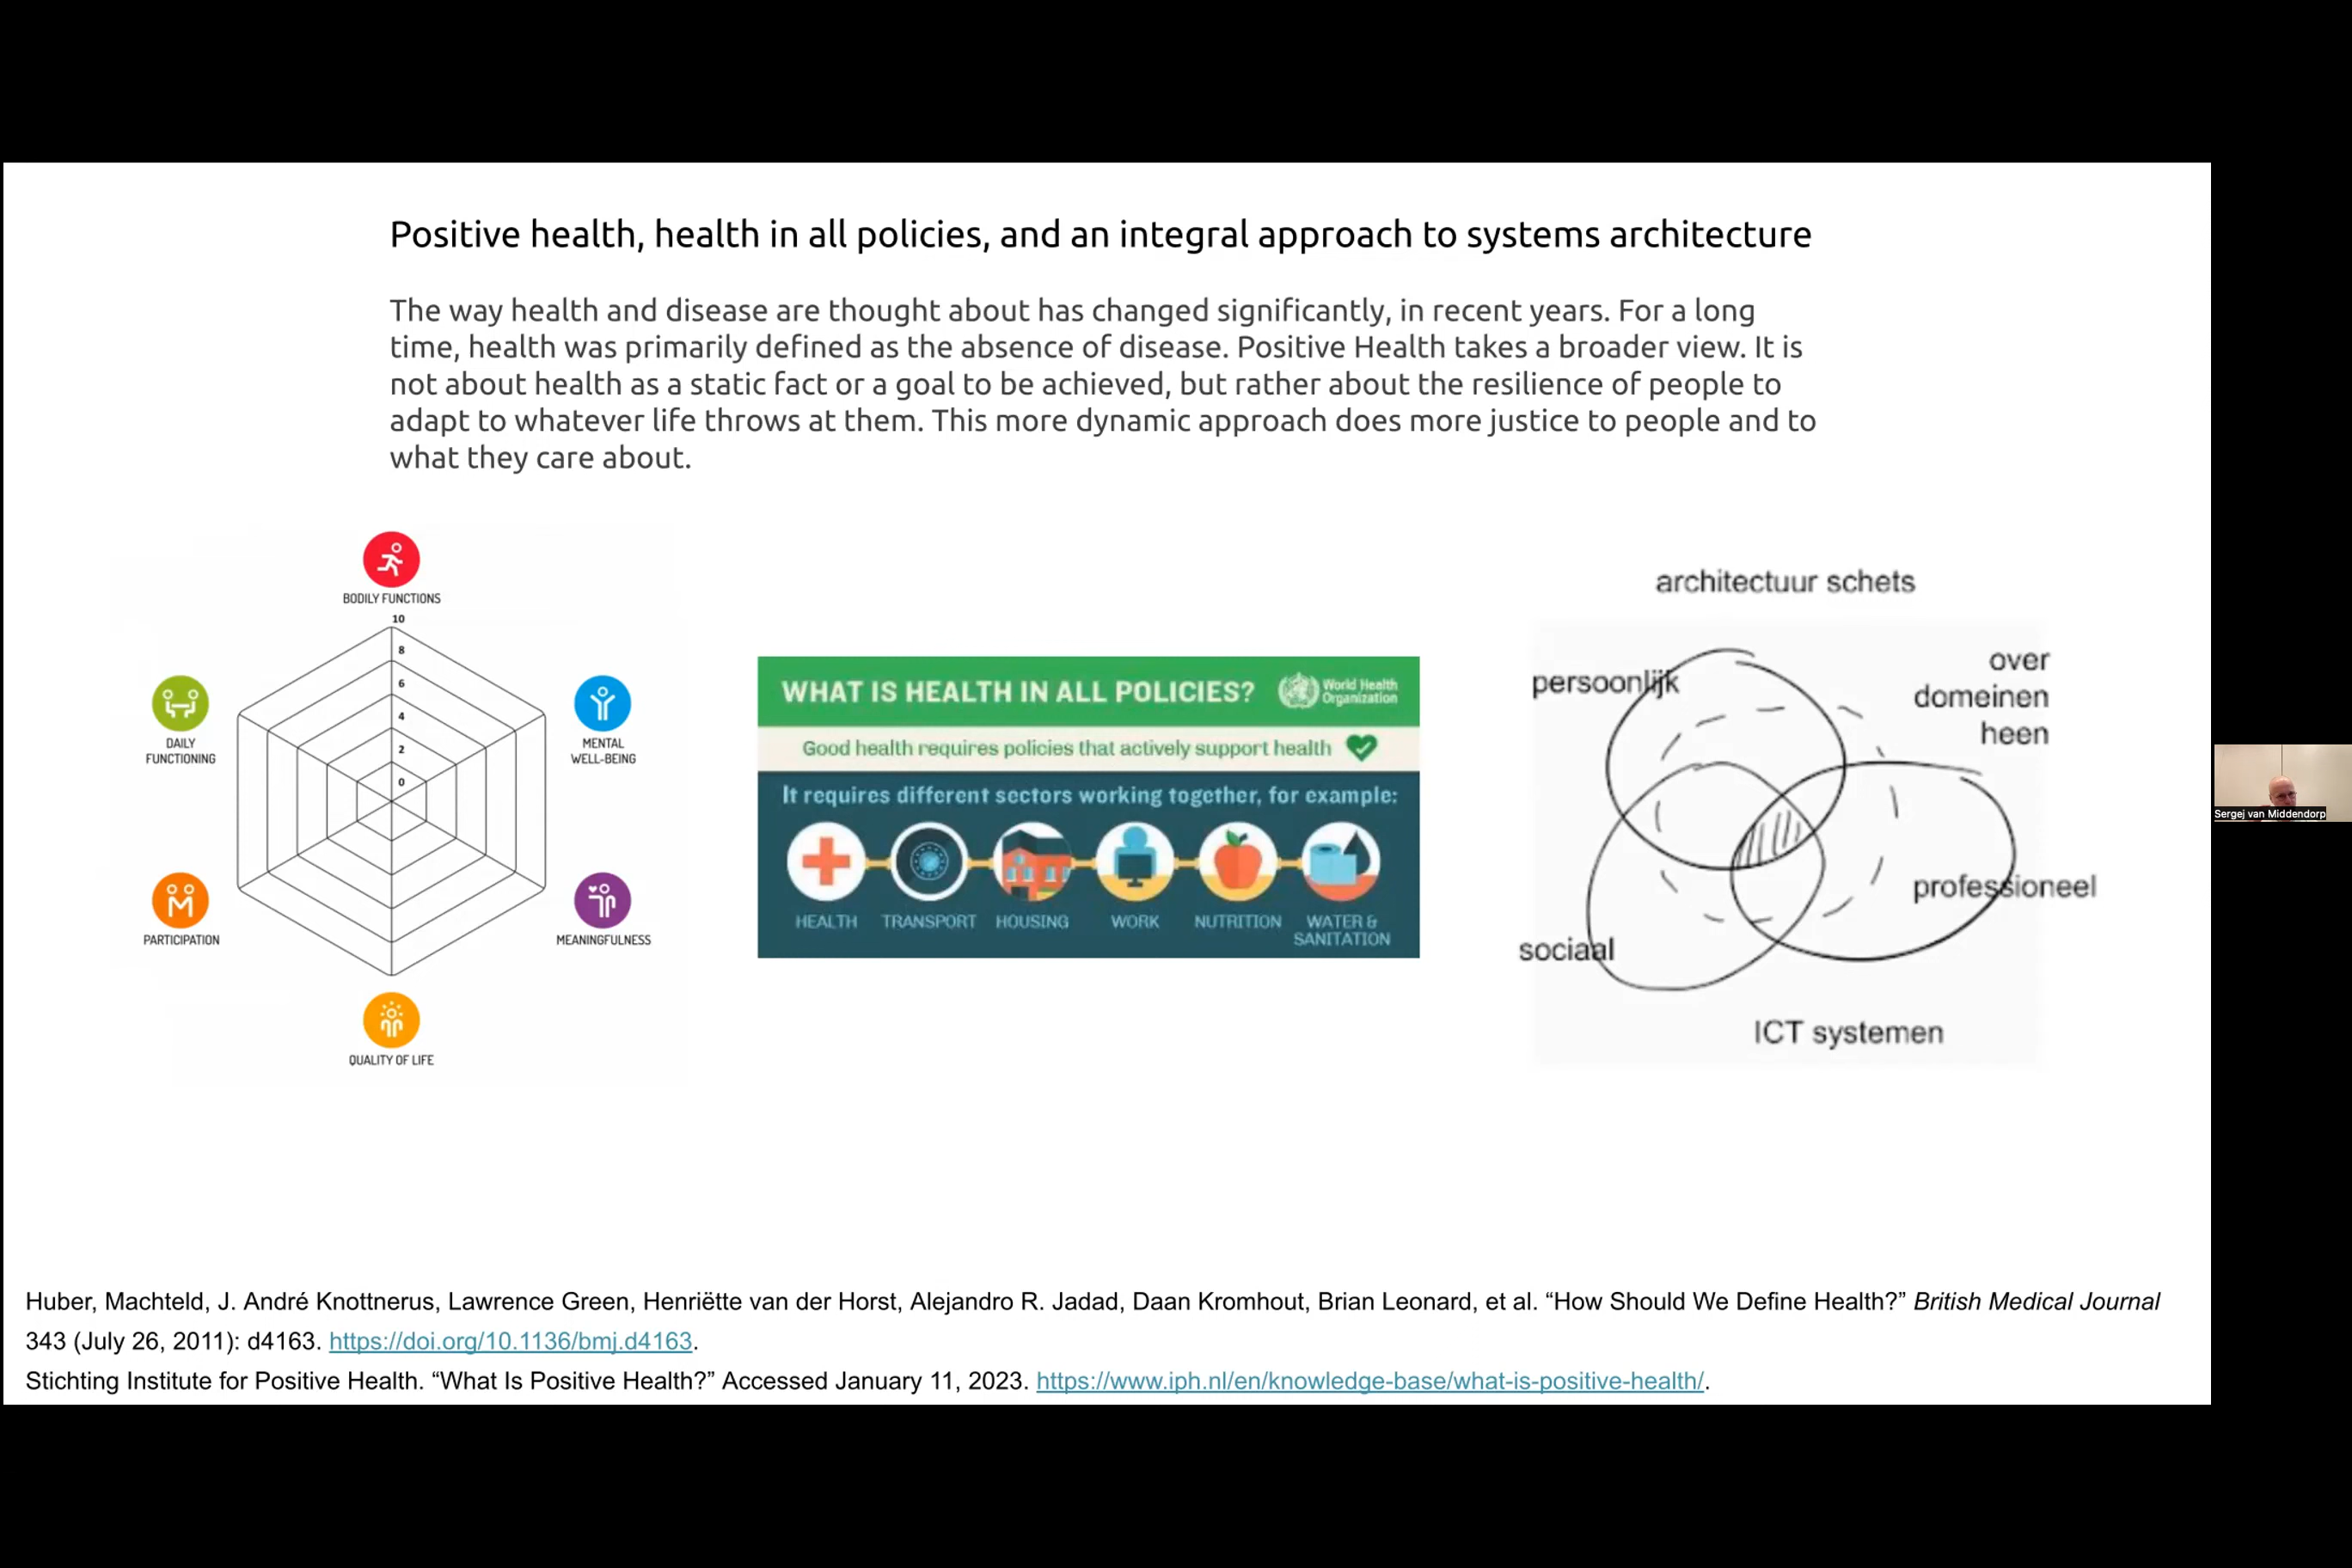 Positive health, health in all policies, and an integral approach to systems architecture
The way health and disease are thought about has changed significantly, in recent years. For a long
time, health was primarily defined as the absence of disease. Positive Health takes a broader view. It is
not about health as a static fact or a goal to be achieved, but rather about the resilience of people to
adapt to whatever life throws at them. This more dynamic approach does more justice to people and to
what they care about.
BODILY FUNCTIONS
10
8
6
4
2
0
DAILY
FUNCTIONING
MENTAL
WELL-BEING
PARTICIPATION
MEANINGFULNESS
QUALITY OF LIFE
WHAT IS HEALTH IN ALL POLICIES?
World Health
Organization
Good health requires policies that actively support health
It requires different sectors working together, for example:
HEALTH
TRANSPORT
HOUSING
WORK
NUTRITION
WATER &
SANITATION
architectuur schets
persoonlijk
over
domeinen
heen
professioneel
sociaal
ICT systemen
Sergej van Middendorp
Huber, Machteld, J. André Knottnerus, Lawrence Green, Henriëtte van der Horst, Alejandro R. Jadad, Daan Kromhout, Brian Leonard, et al. “How Should We Define Health?” British Medical Journal
343 (July 26, 2011): d4163. https://doi.org/10.1136/bmj.d4163.
Stichting Institute for Positive Health. “What Is Positive Health?” Accessed January 11, 2023. https://www.iph.nl/en/knowledge-base/what-is-positive-health/.